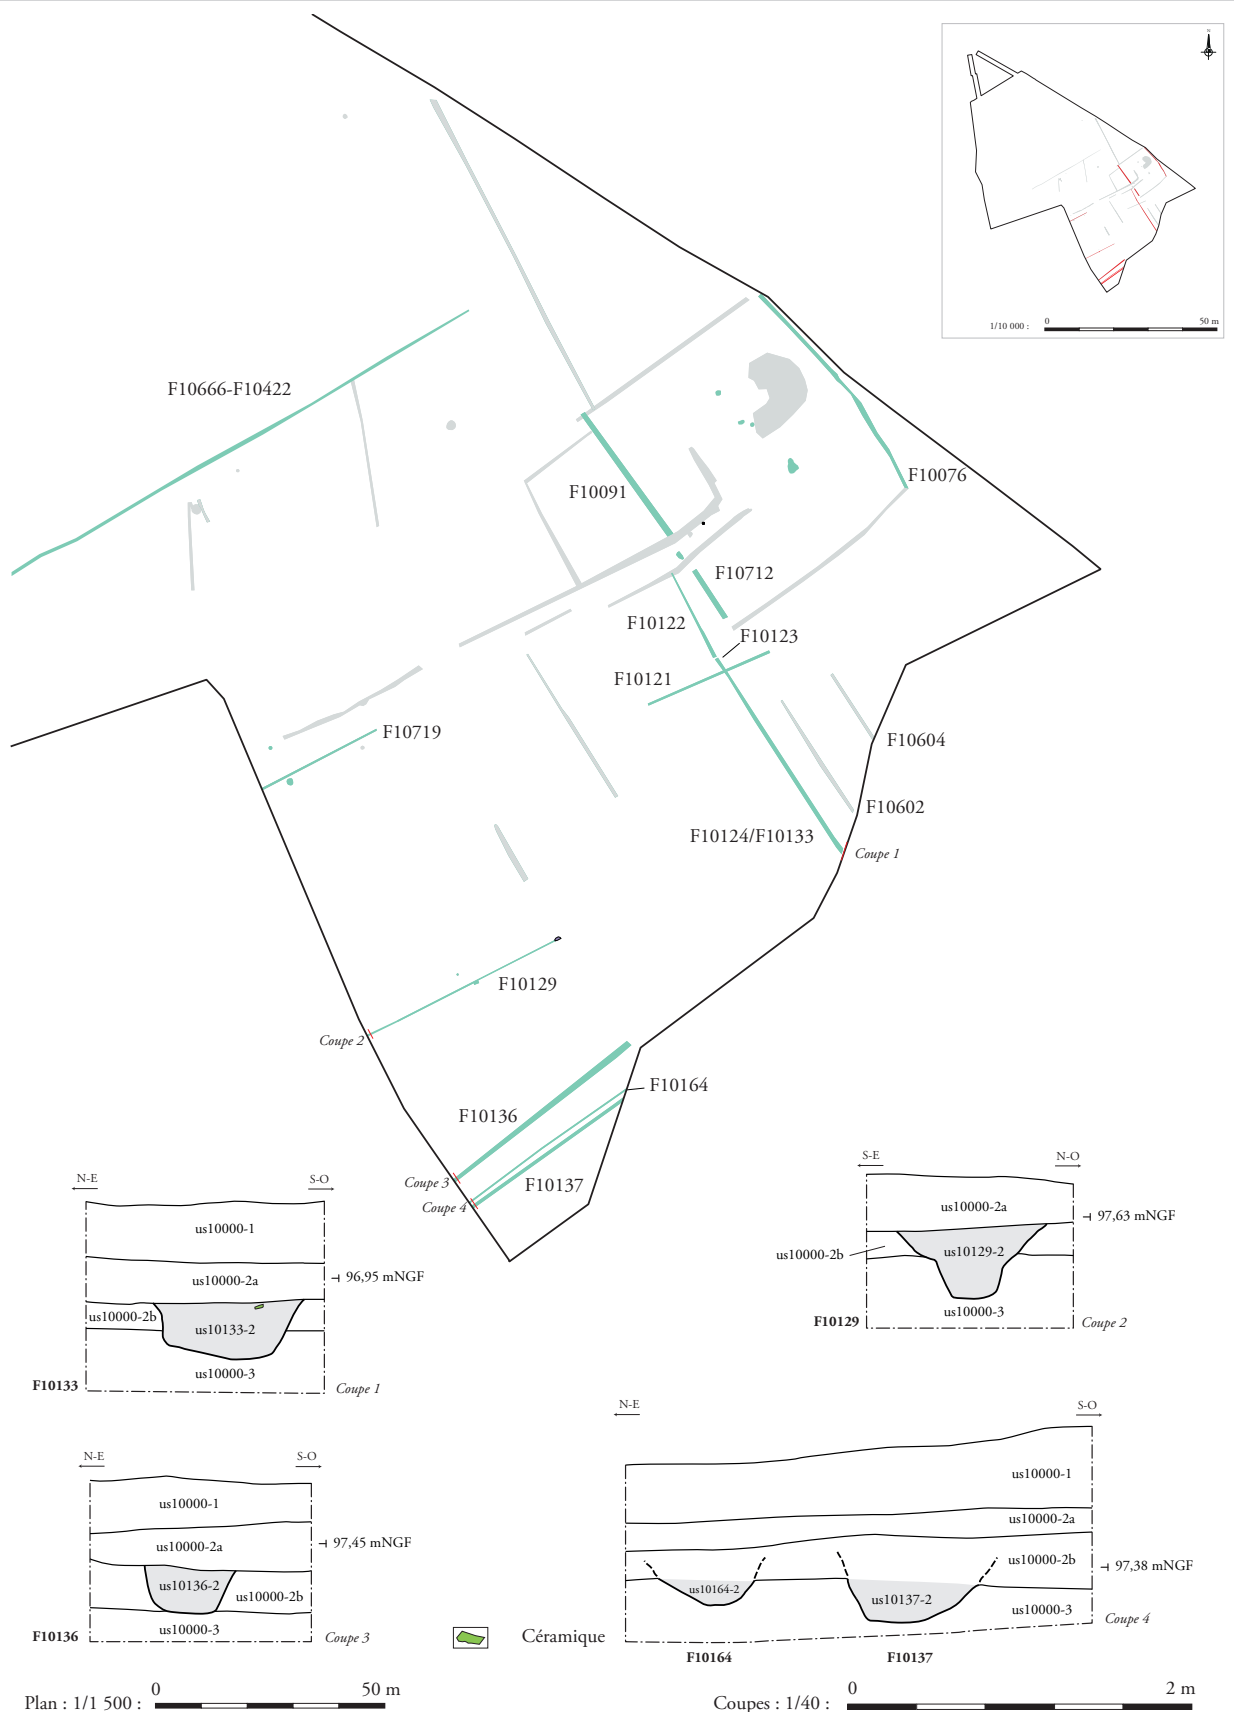 N
1/10 000 :
0
50 m
F10666-F10422
F10091
F10076
F10712
F10122
F10123
F10121
F10719
F10604
F10602
F10124/F10133
Coupe 1
F10129
Coupe 2
F10164
F10136
F10137
Coupe 3
Coupe 4
N-E
S-O
us10000-1
us10000-2a
96,95 mNGF
us10000-2b
us10133-2
us10000-3
F10133
Coupe 1
S-E
N-O
us10000-2a
97,63 mNGF
us10000-2b
us10129-2
us10000-3
F10129
Coupe 2
N-E
S-O
us10000-1
us10000-2a
97,45 mNGF
us10136-2
us10000-2b
us10000-3
F10136
Coupe 3
N-E
S-O
us10000-1
us10000-2a
us10000-2b
97,38 mNGF
us10164-2
us10137-2
us10000-3
Coupe 4
F10164
F10137
Céramique
Plan : 1/1 500 :
0
50 m
Coupes : 1/40 :
0
2 m